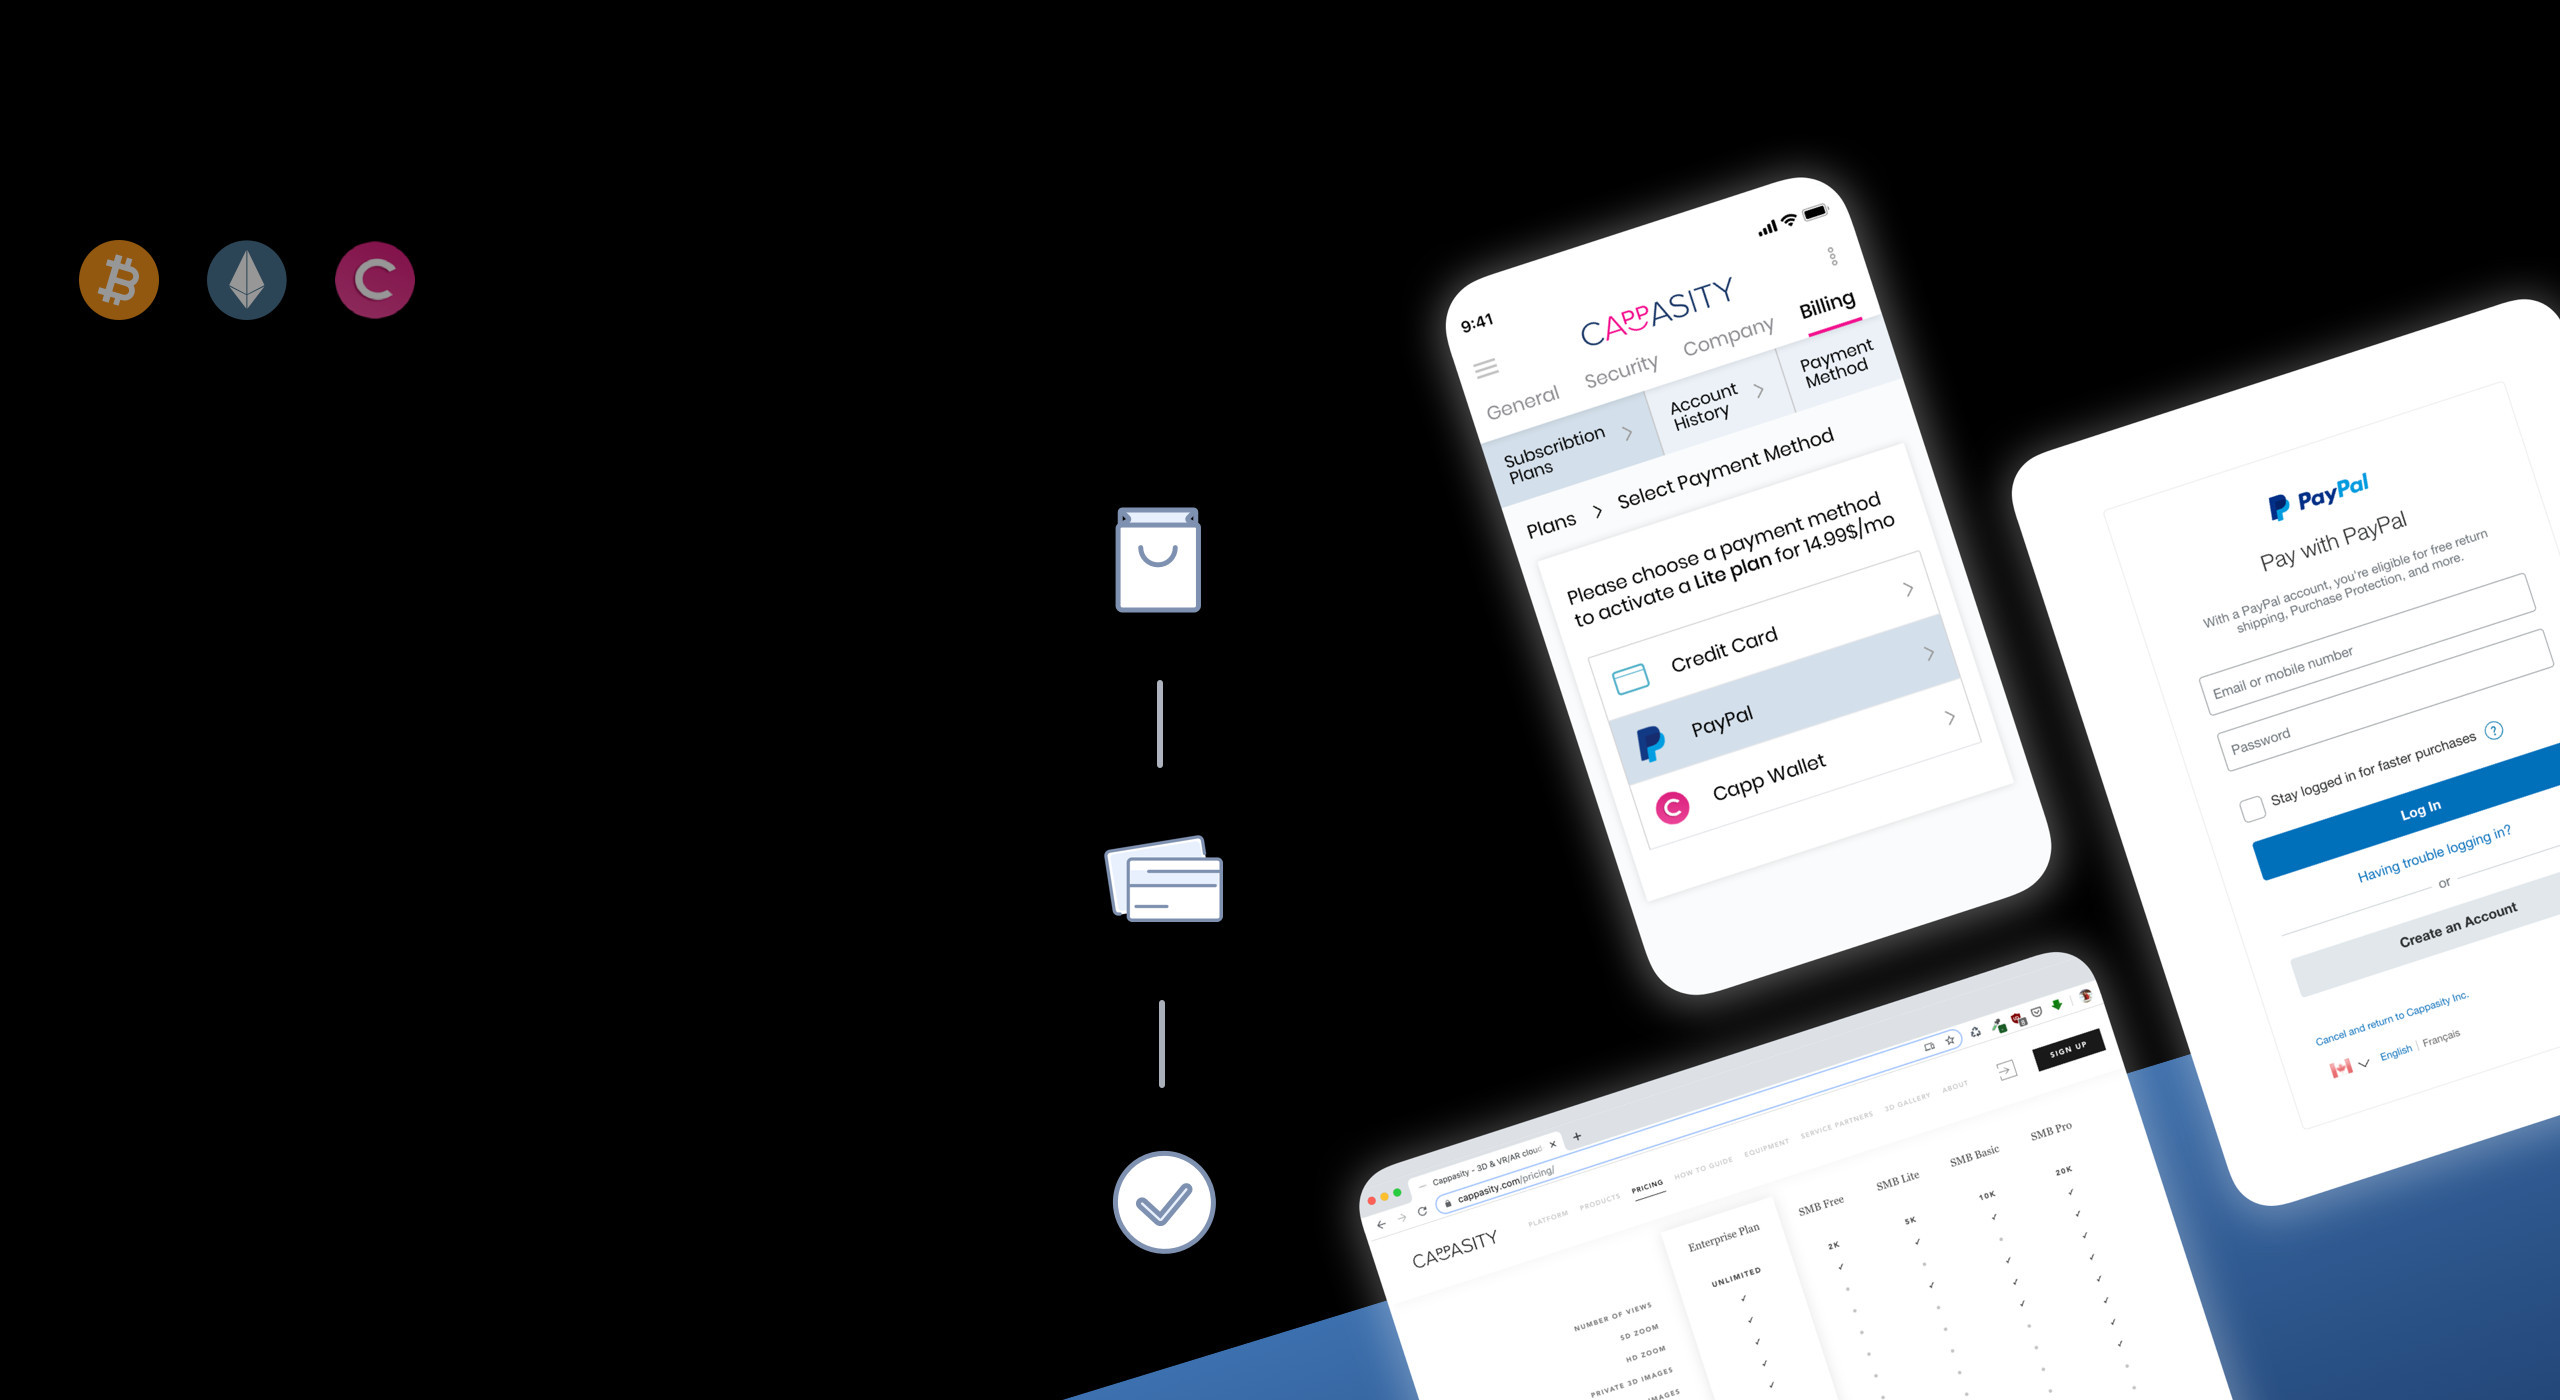 9:41
CAPPASITY
General
Security
Company
Billing
Subscribtion
Plans
Account
History
Payment
Method
Plans > Select Payment Method
Please choose a payment method
to activate a Lite plan for 14.99$/mo
Credit Card
PayPal
Capp Wallet
PayPal
Pay with PayPal
With a PayPal account, you're eligible for free return
shipping, Purchase Protection, and more.
Email or mobile number
Password
Stay logged in for faster purchases ?
Log In
Having trouble logging in?
or
Create an Account
Cancel and return to Cappasity Inc.
English | Français
Cappasity - 3D & VR/AR cloud
cappasity.com/pricing/
CAPPASITY
PLATFORM
PRODUCTS
PRICING
HOW TO GUIDE
EQUIPMENT
SERVICE PARTNERS
3D GALLERY
ABOUT
SIGN UP
Enterprise Plan
SMB Free
SMB Lite
SMB Basic
SMB Pro
UNLIMITED
2K
5K
10K
20K
NUMBER OF VIEWS
5D ZOOM
HD ZOOM
PRIVATE 3D IMAGES
IMAGES